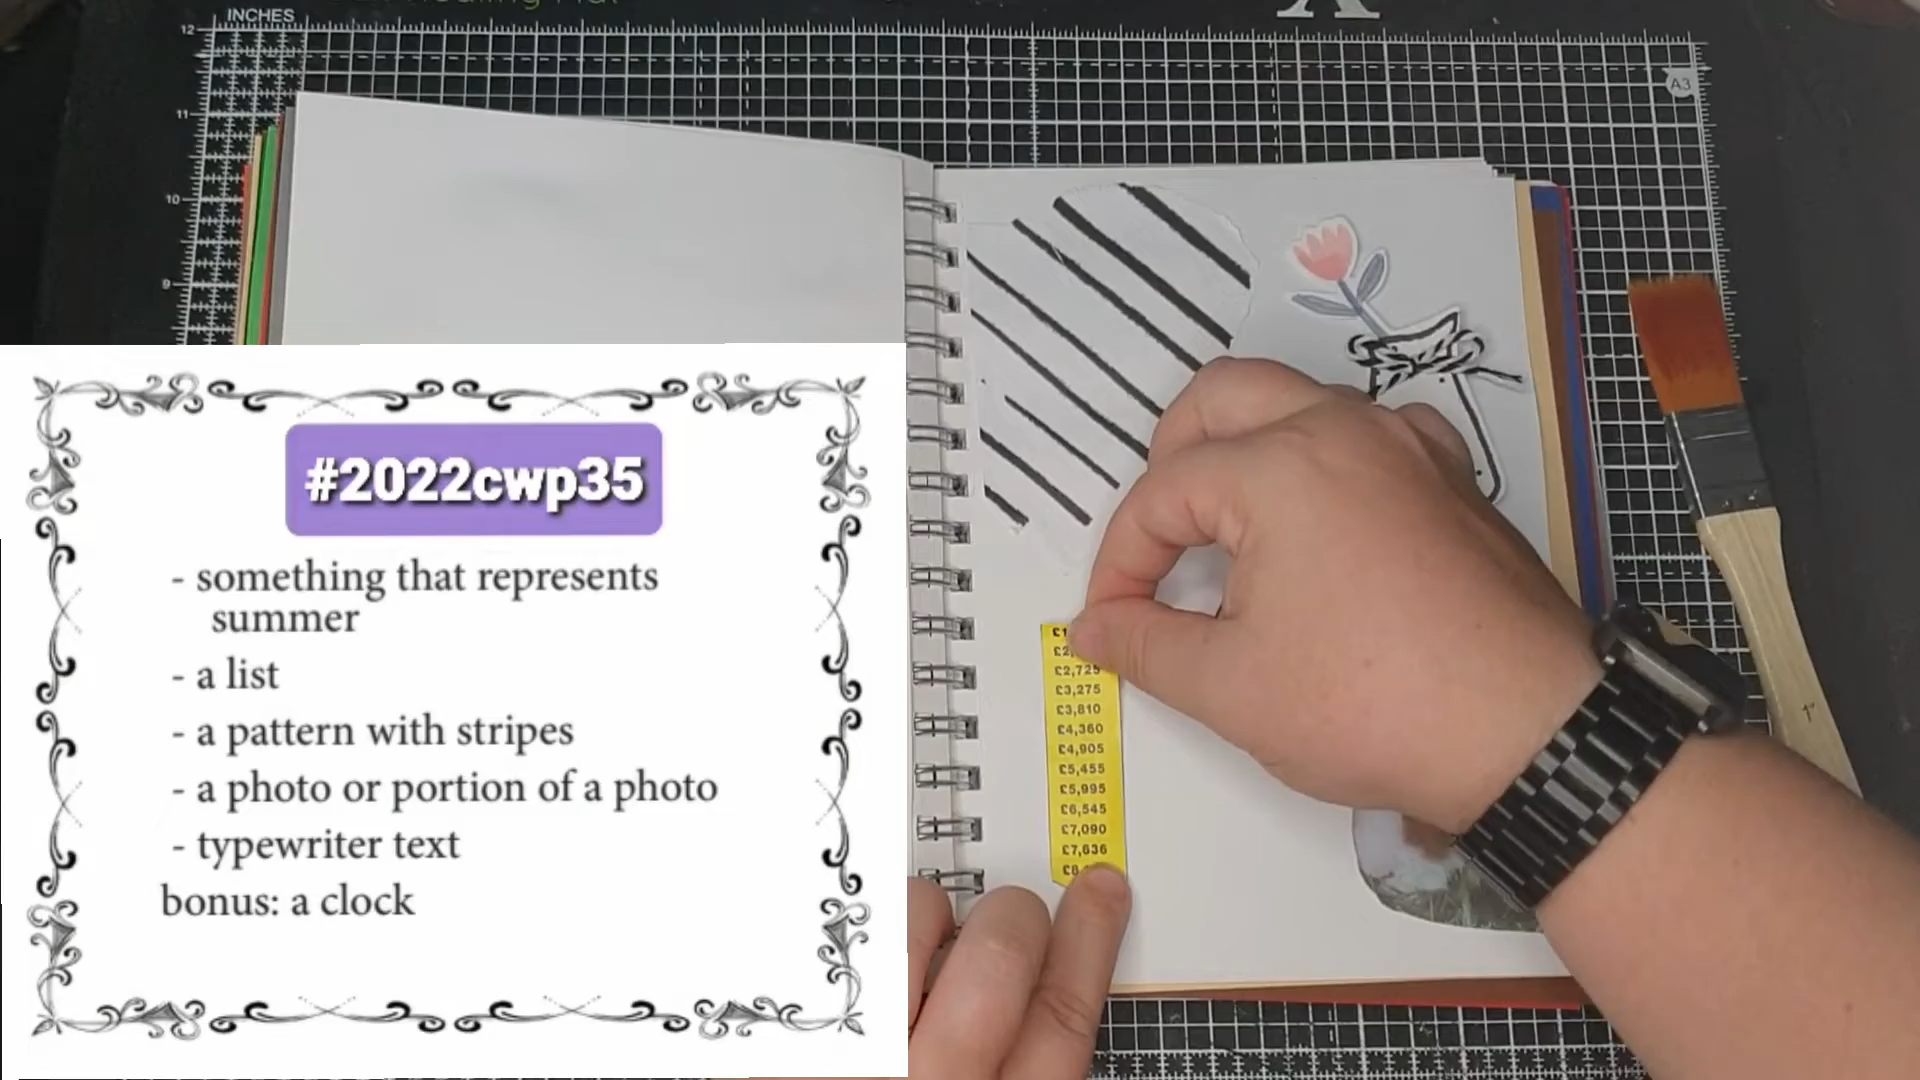 INCHES
12
11
10
9
A3
#2022cwp35
- something that represents
summer
- a list
- a pattern with stripes
- a photo or portion of a photo
- typewriter text
bonus: a clock
£2,725
£3,275
£3,810
£4,360
£4,905
£5,455
£5,995
£6,545
£7,090
£7,636
1"